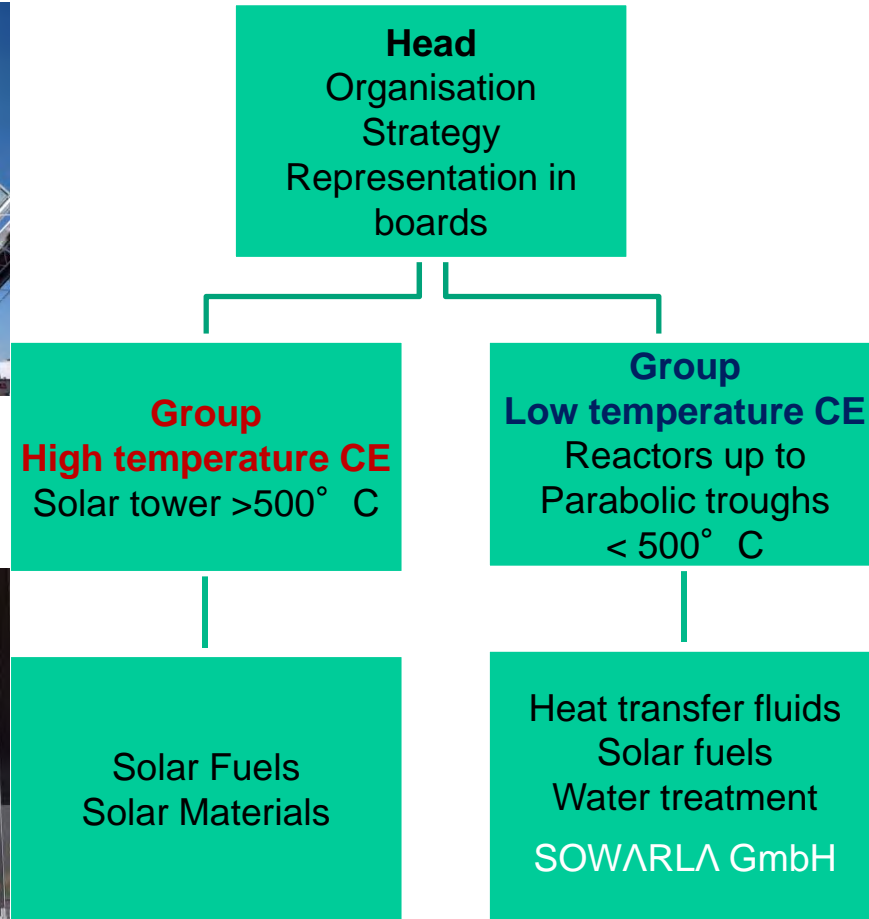 Head
Organisation
Strategy
Representation in
boards
Group
High temperature CE
Solar tower >500° C
Group
Low temperature CE
Reactors up to
Parabolic troughs
< 500° C
Solar Fuels
Solar Materials
Heat transfer fluids
Solar fuels
Water treatment
SOWΛRLΛ GmbH